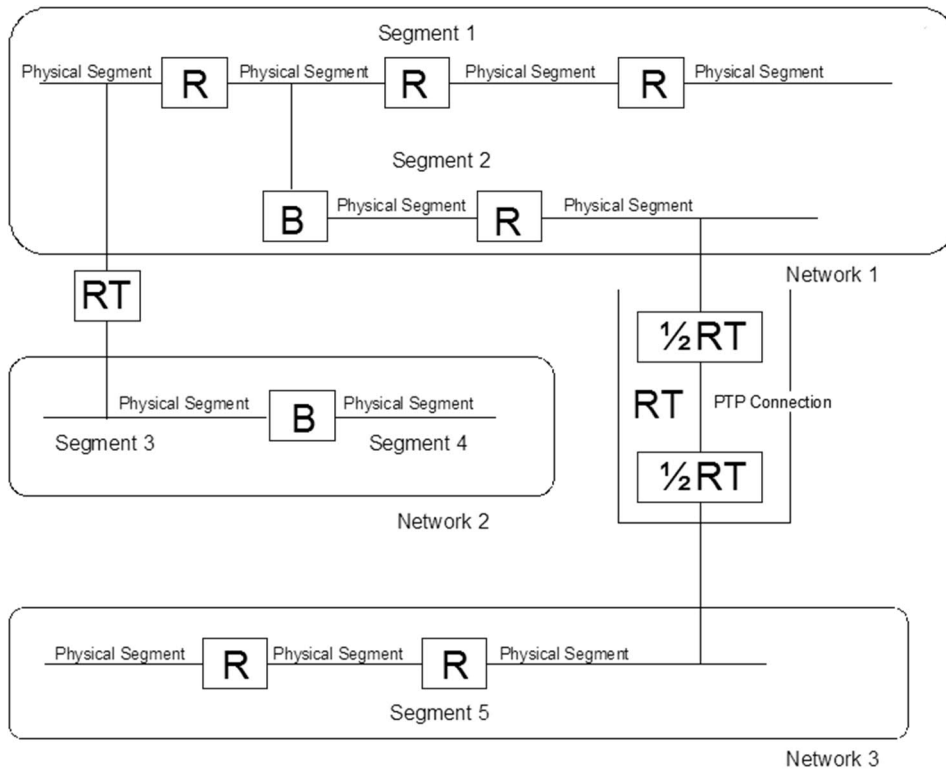 Segment 1
Physical Segment R Physical Segment R Physical Segment R Physical Segment
Segment 2
B Physical Segment R Physical Segment
Network 1
RT
½RT
RT PTP Connection
½RT
Physical Segment B Physical Segment
Segment 3 Segment 4
Network 2
Physical Segment R Physical Segment R Physical Segment
Segment 5
Network 3